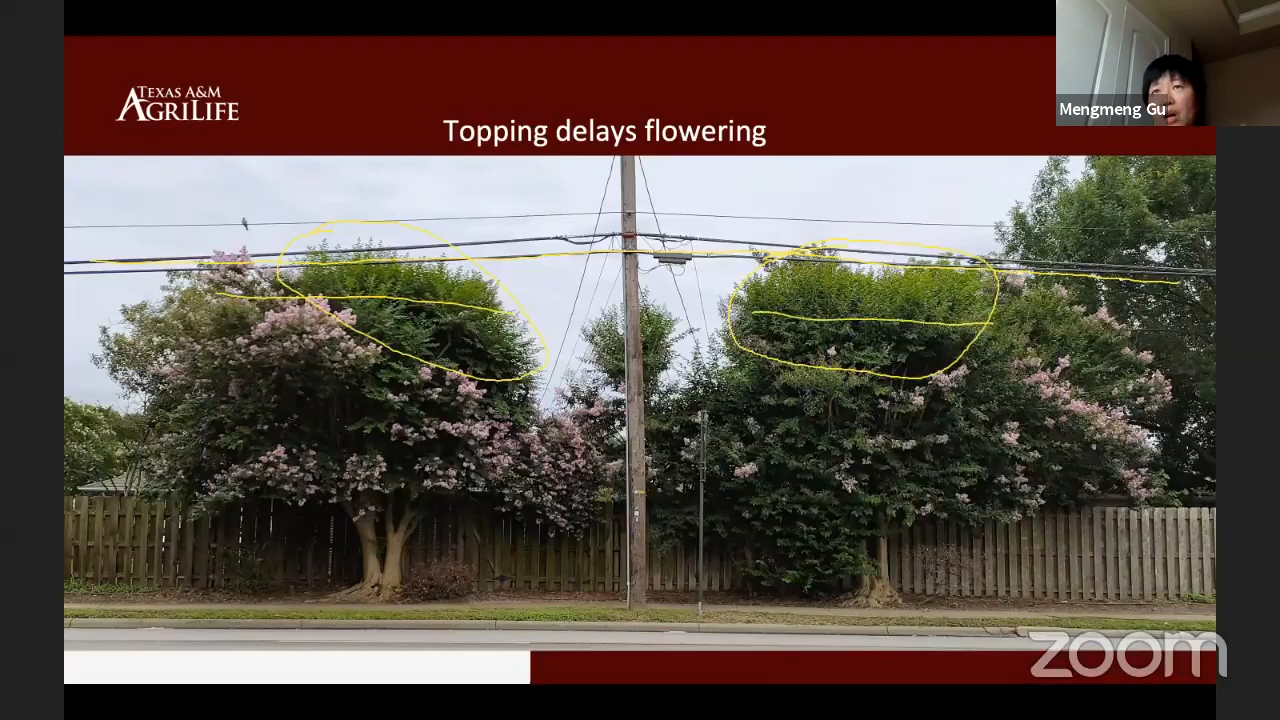 TEXAS A&M
AGRILIFE
Topping delays flowering
Mengmeng Gu
zoom